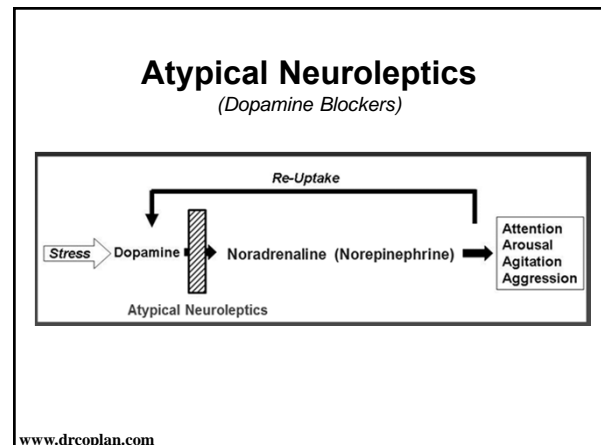 Atypical Neuroleptics
(Dopamine Blockers)
Re-Uptake
Stress
Dopamine
Noradrenaline (Norepinephrine)
Attention
Arousal
Agitation
Aggression
Atypical Neuroleptics
www.drcoplan.com